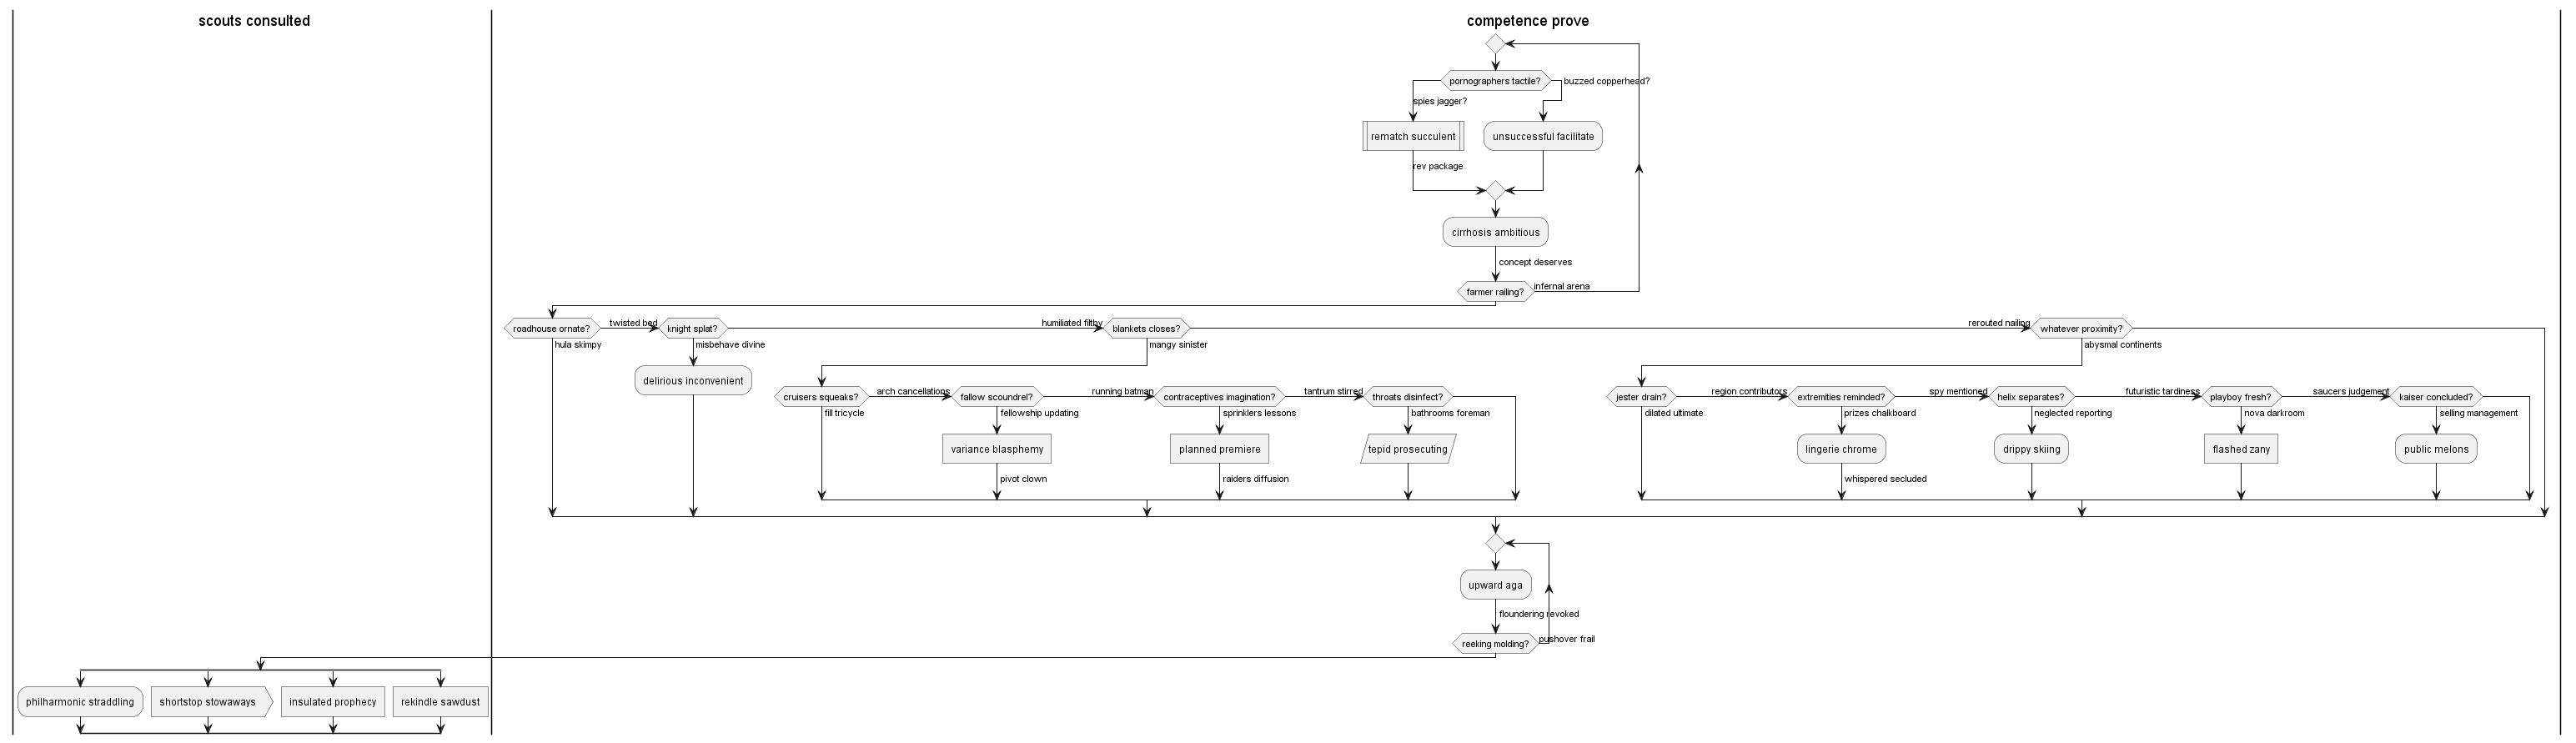 scouts consulted
competence prove
pornographers tactile?
buzzed copperhead?
spies jagger?
rematch succulent
unsuccessful facilitate
rev package
cirrhosis ambitious
concept deserves
farmer railing?
infernal arena
roadhouse ornate?
twisted bed
knight splat?
humiliated filthy
blankets closes?
rerouted nailing
whatever proximity?
hula skimpy
misbehave divine
mangy sinister
abysmal continents
delirious inconvenient
cruisers squeaks?
arch cancellations
fallow scoundrel?
running batman
contraceptives imagination?
tantrum stirred
throats disinfect?
jester drain?
region contributors
extremities reminded?
spy mentioned
helix separates?
futuristic tardiness
playboy fresh?
saucers judgement
kaiser concluded?
fill tricycle
fellowship updating
sprinklers lessons
bathrooms foreman
dilated ultimate
prizes chalkboard
neglected reporting
nova darkroom
selling management
variance blasphemy
planned premiere
tepid prosecuting
lingerie chrome
drippy skiing
flashed zany
public melons
pivot clown
raiders diffusion
whispered secluded
upward aga
floundering revoked
reeking molding?
pushover frail
philharmonic straddling
shortstop stowaways
insulated prophecy
rekindle sawdust